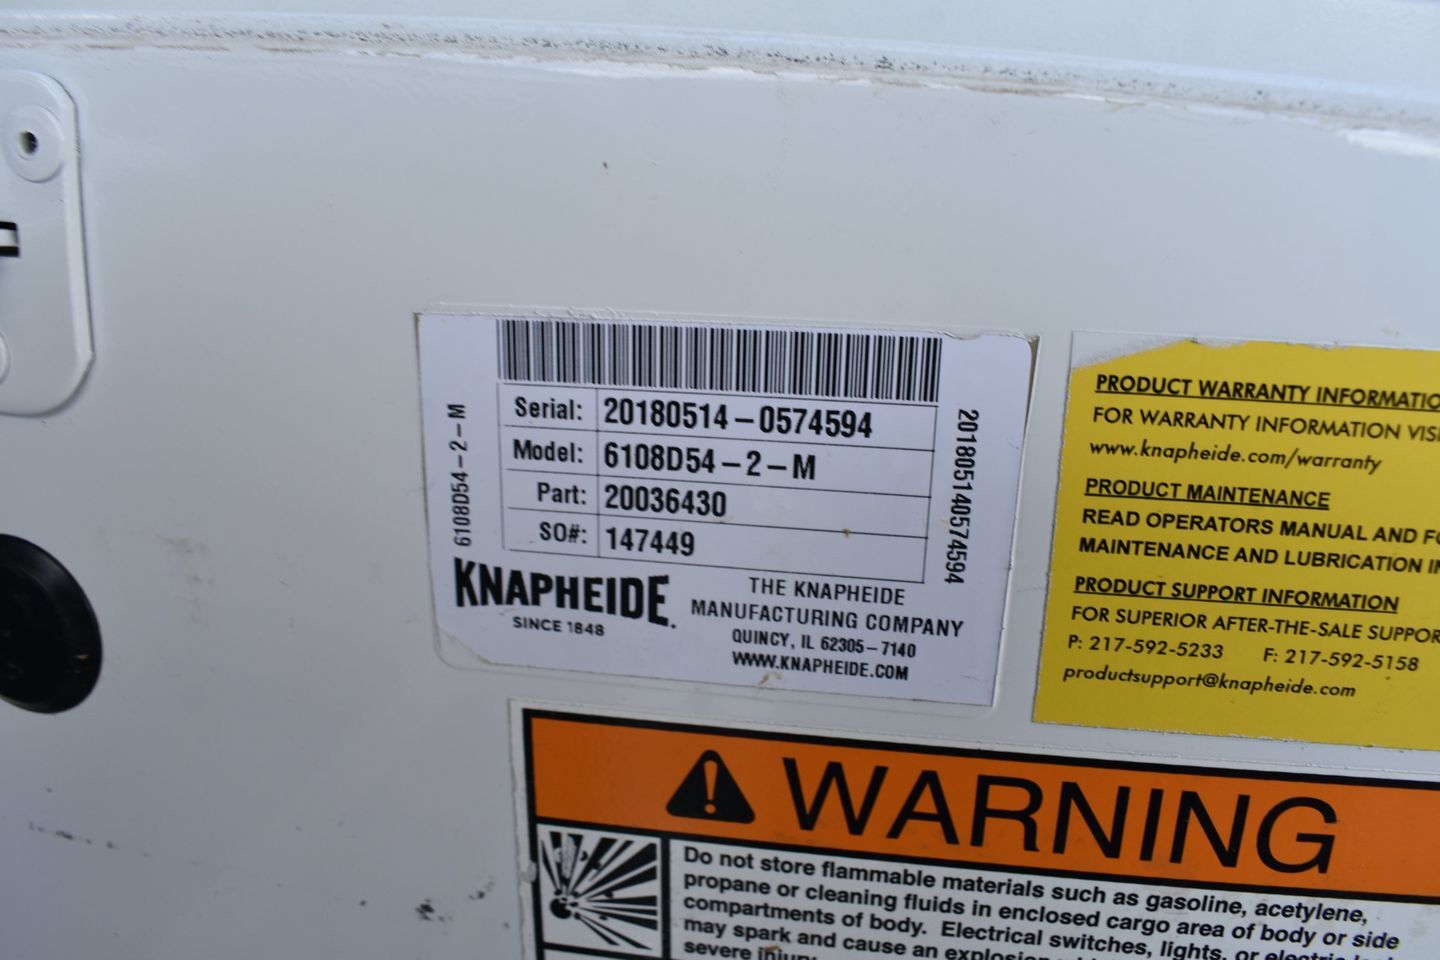 6108D54-2-M
Serial: 20180514-0574594
Model: 6108D54-2-M
Part: 20036430
SO#: 147449
201805140574594
KNAPHEIDE.
SINCE 1848
THE KNAPHEIDE
MANUFACTURING COMPANY
QUINCY, IL 62305-7140
WWW.KNAPHEIDE.COM
PRODUCT WARRANTY
FOR WARRANTY INFORMATION
www.knapheide.com/warranty
PRODUCT MAINTENANCE
READ OPERATORS MANUAL AND
MAINTENANCE AND LUBRICATION
PRODUCT SUPPORT INFORMATION
FOR SUPERIOR AFTER-THE-SALE
P: 217-592-5233 F: 217-592-5158
productsupport@knapheide.com
WARNING
Do not store flammable materials such as gasoline, acetylene,
propane or cleaning fluids in enclosed cargo area of body or side
compartments of body. Electrical switches, lights, or
may spark and cause an
severe